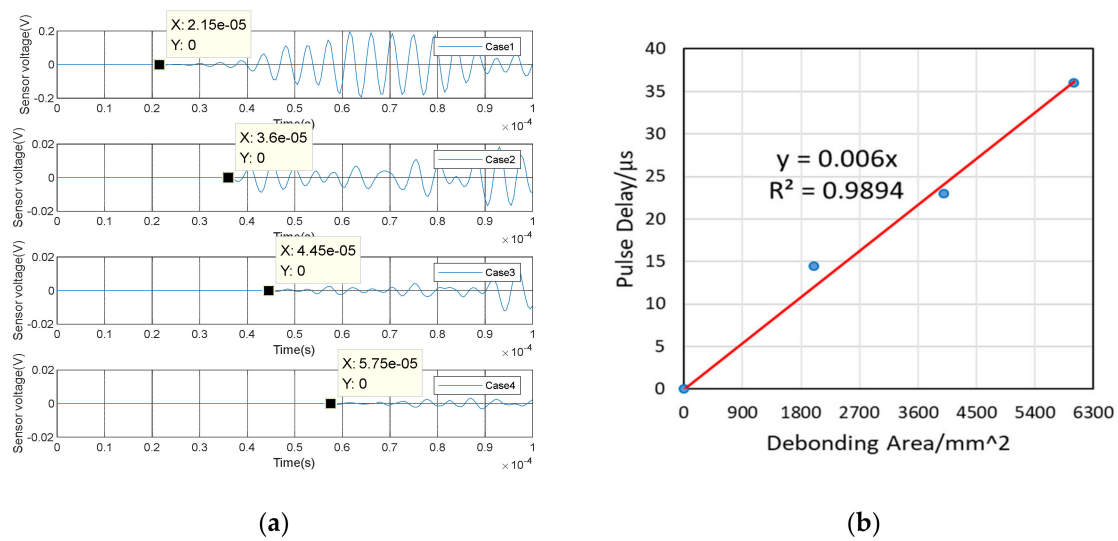 X: 2.15e-05
Y: 0
Sensor voltage(V)
0.2
0
-0.2
Case1
0 0.1 0.2 0.3 0.4 0.5 0.6 0.7 0.8 0.9 1
Time(s)
× 10^-4
X: 3.6e-05
Y: 0
Sensor voltage(V)
0.02
0
-0.02
Case2
0 0.1 0.2 0.3 0.4 0.5 0.6 0.7 0.8 0.9 1
Time(s)
× 10^-4
X: 4.45e-05
Y: 0
Sensor voltage(V)
0.02
0
-0.02
Case3
0 0.1 0.2 0.3 0.4 0.5 0.6 0.7 0.8 0.9 1
Time(s)
× 10^-4
X: 5.75e-05
Y: 0
Sensor voltage(V)
0.02
0
-0.02
Case4
0 0.1 0.2 0.3 0.4 0.5 0.6 0.7 0.8 0.9 1
Time(s)
× 10^-4
(a)
Pulse Delay/μs
40
35
30
25
20
15
10
5
0
y = 0.006x
R² = 0.9894
0 900 1800 2700 3600 4500 5400 6300
Debonding Area/mm^2
(b)